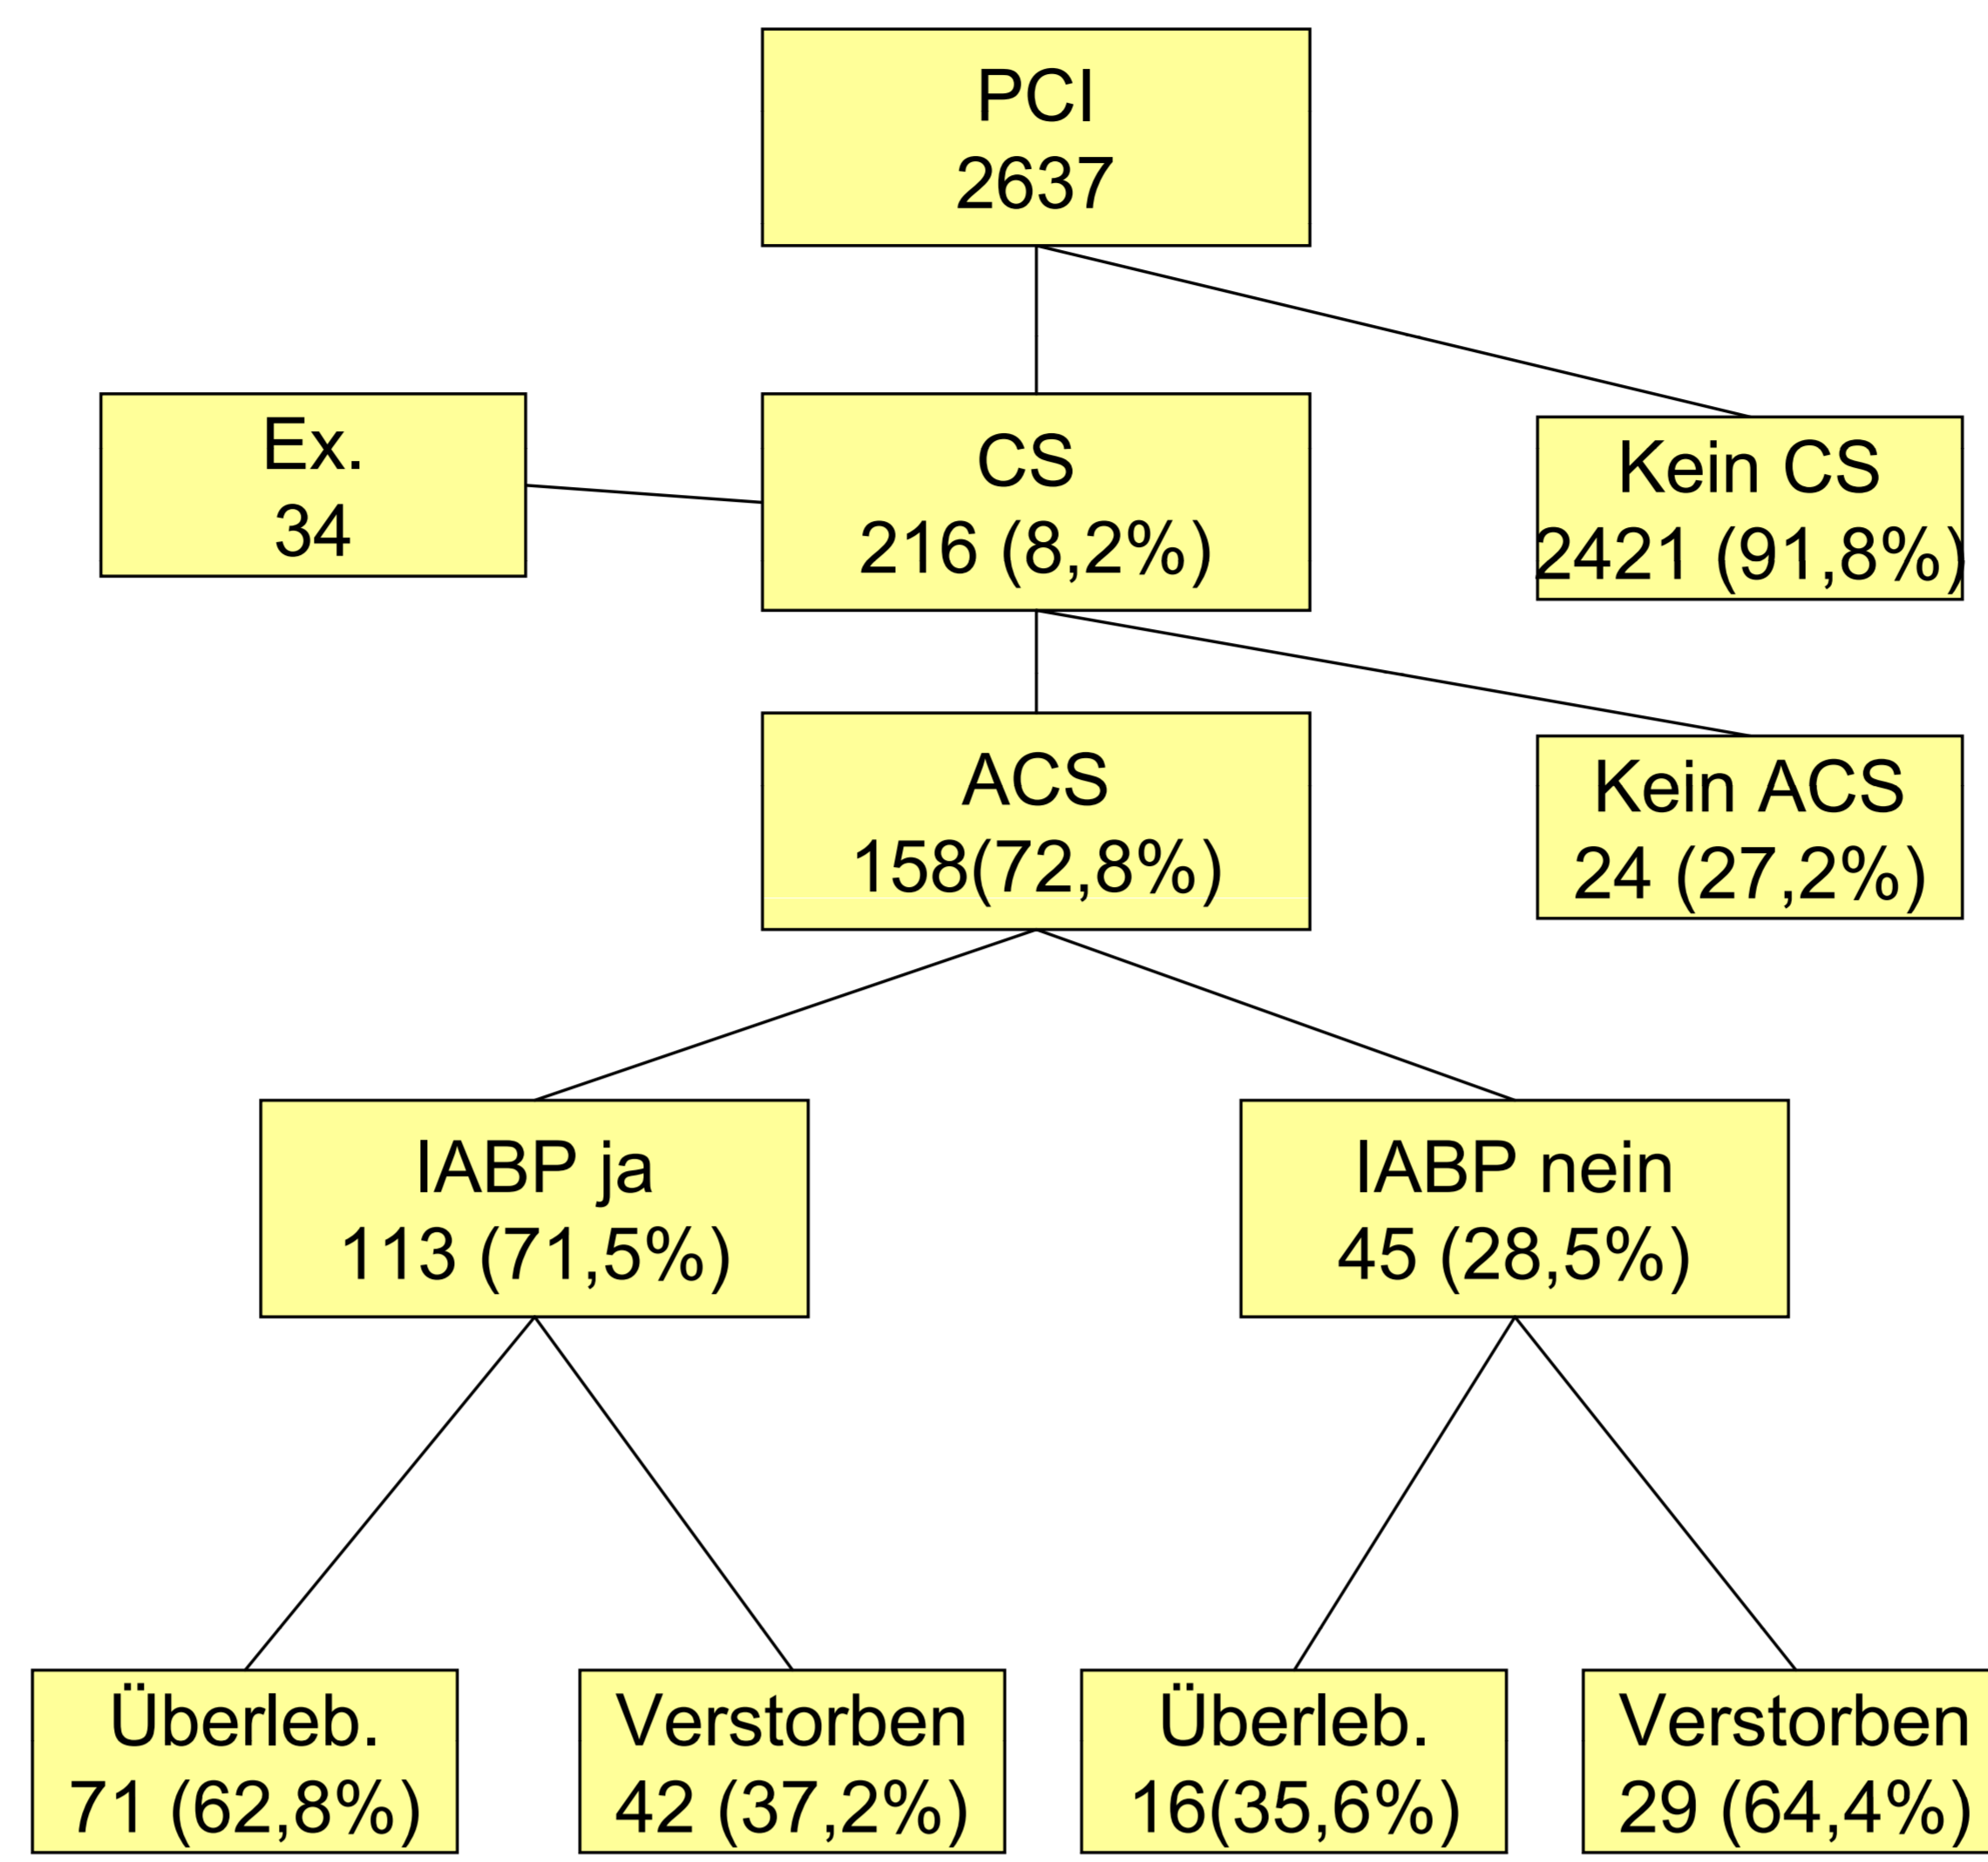 PCI
2637
Ex.
34
CS
216 (8,2%)
Kein CS
2421 (91,8%)
ACS
158(72,8%)
Kein ACS
24 (27,2%)
IABP ja
113 (71,5%)
IABP nein
45 (28,5%)
Überleb.
71 (62,8%)
Verstorben
42 (37,2%)
Überleb.
16(35,6%)
Verstorben
29 (64,4%)